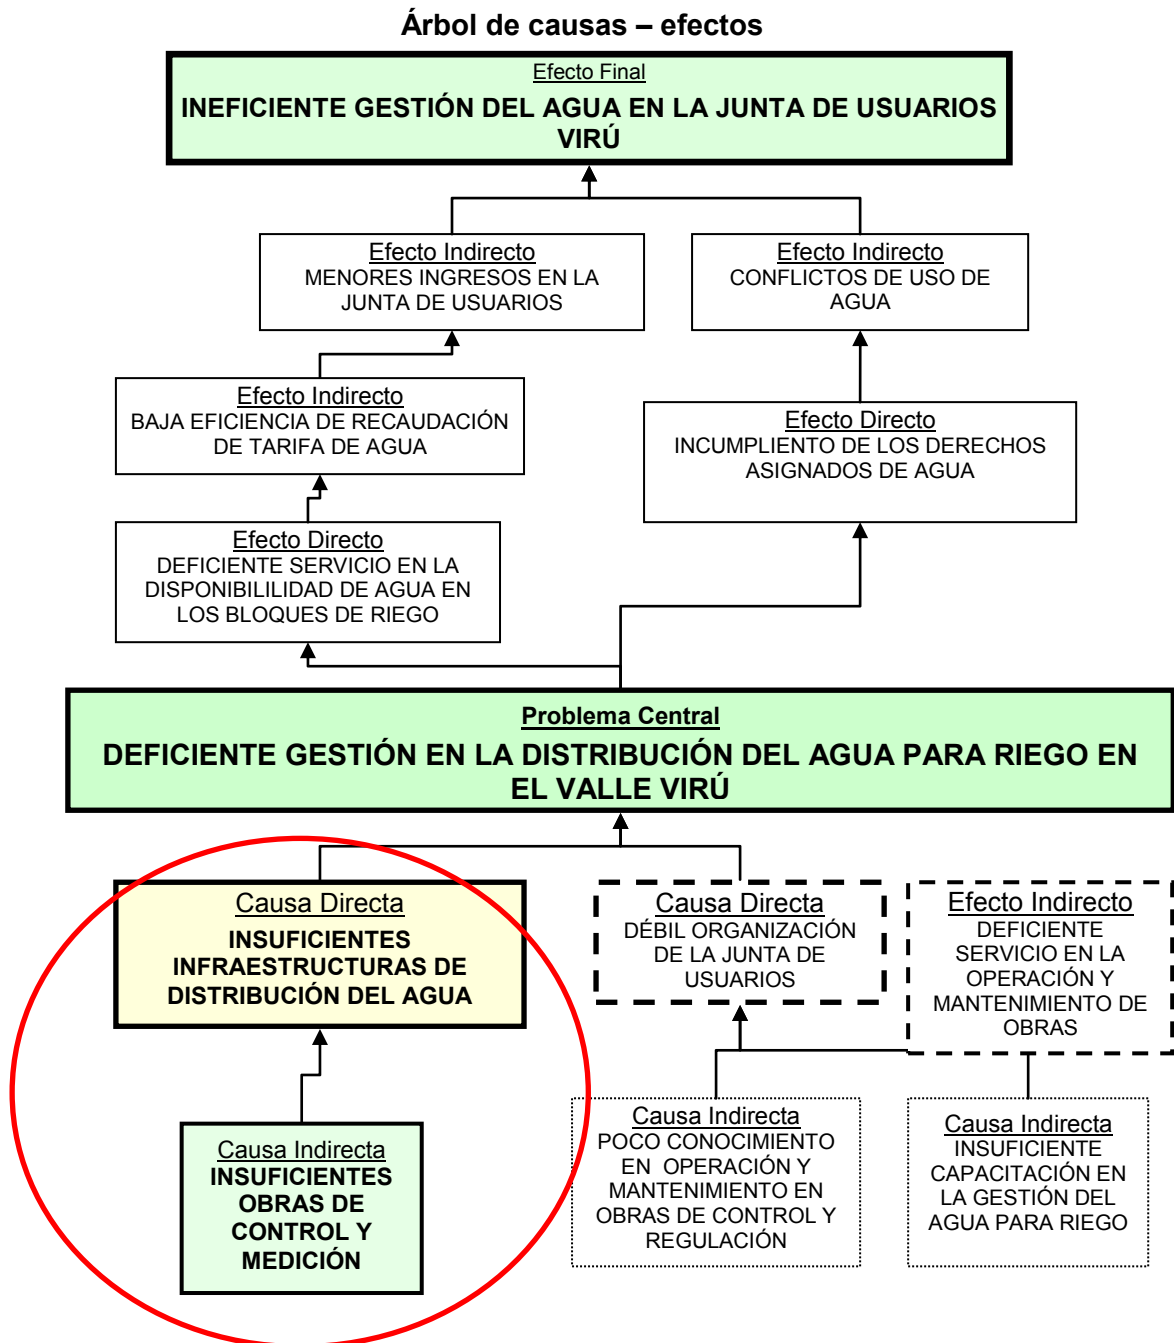 Árbol de causas – efectos
Efecto Final
INEFICIENTE GESTIÓN DEL AGUA EN LA JUNTA DE USUARIOS
VIRÚ
Efecto Indirecto
MENORES INGRESOS EN LA
JUNTA DE USUARIOS
Efecto Indirecto
CONFLICTOS DE USO DE
AGUA
Efecto Indirecto
BAJA EFICIENCIA DE RECAUDACIÓN
DE TARIFA DE AGUA
Efecto Directo
INCUMPLIENTO DE LOS DERECHOS
ASIGNADOS DE AGUA
Efecto Directo
DEFICIENTE SERVICIO EN LA
DISPONIBILILIDAD DE AGUA EN
LOS BLOQUES DE RIEGO
Problema Central
DEFICIENTE GESTIÓN EN LA DISTRIBUCIÓN DEL AGUA PARA RIEGO EN
EL VALLE VIRÚ
Causa Directa
INSUFICIENTES
INFRAESTRUCTURAS DE
DISTRIBUCIÓN DEL AGUA
Causa Directa
DÉBIL ORGANIZACIÓN
DE LA JUNTA DE
USUARIOS
Efecto Indirecto
DEFICIENTE
SERVICIO EN LA
OPERACIÓN Y
MANTENIMIENTO DE
OBRAS
Causa Indirecta
INSUFICIENTES
OBRAS DE
CONTROL Y
MEDICIÓN
Causa Indirecta
POCO CONOCIMIENTO
EN OPERACIÓN Y
MANTENIMIENTO EN
OBRAS DE CONTROL Y
REGULACIÓN
Causa Indirecta
INSUFICIENTE
CAPACITACIÓN EN
LA GESTIÓN DEL
AGUA PARA RIEGO